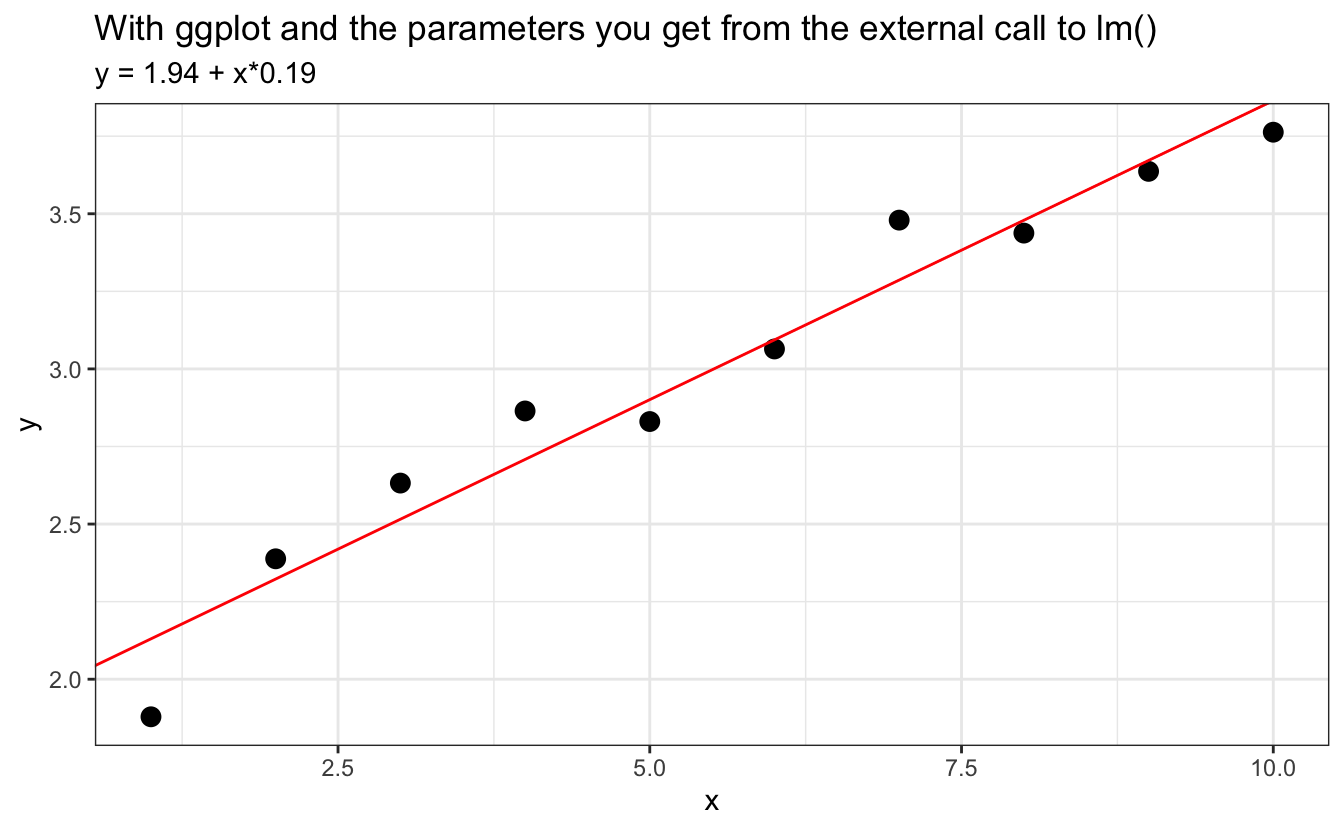 With ggplot and the parameters you get from the external call to lm()
y = 1.94 + x*0.19
3.5
3.0
y
2.5
2.0
2.5 5.0 7.5 10.0
x